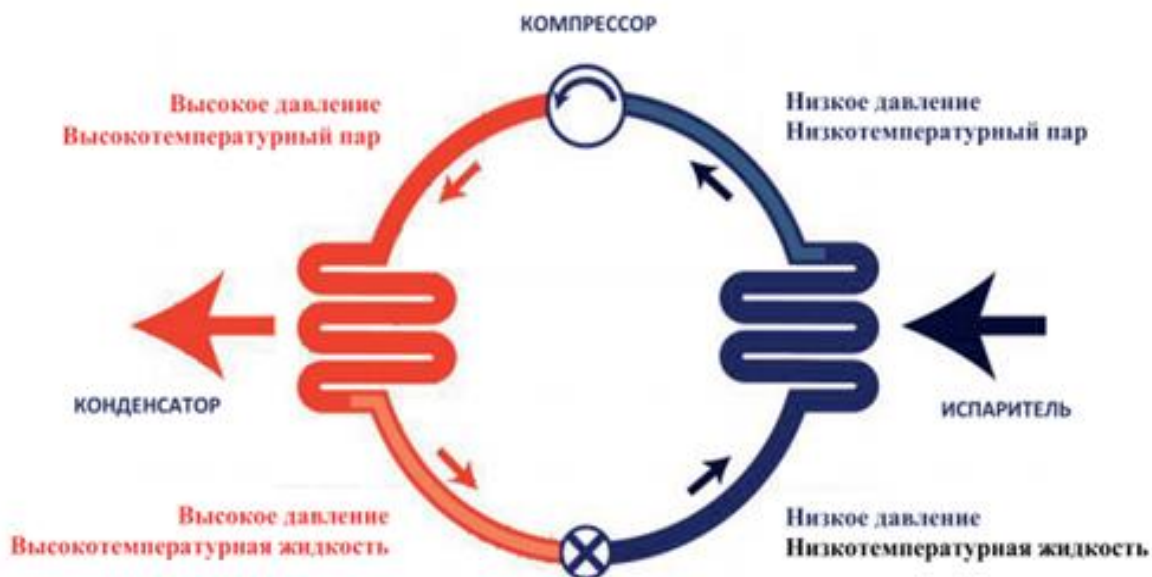 КОМПРЕССОР
Высокое давление
Высокотемпературный пар
Низкое давление
Низкотемпературный пар
КОНДЕНСАТОР
ИСПАРИТЕЛЬ
Высокое давление
Высокотемпературная жидкость
Низкое давление
Низкотемпературная жидкость